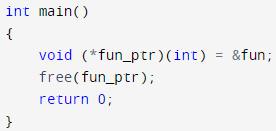 int main()
{
    void (*fun_ptr)(int) = &fun;
    free(fun_ptr);
    return 0;
}